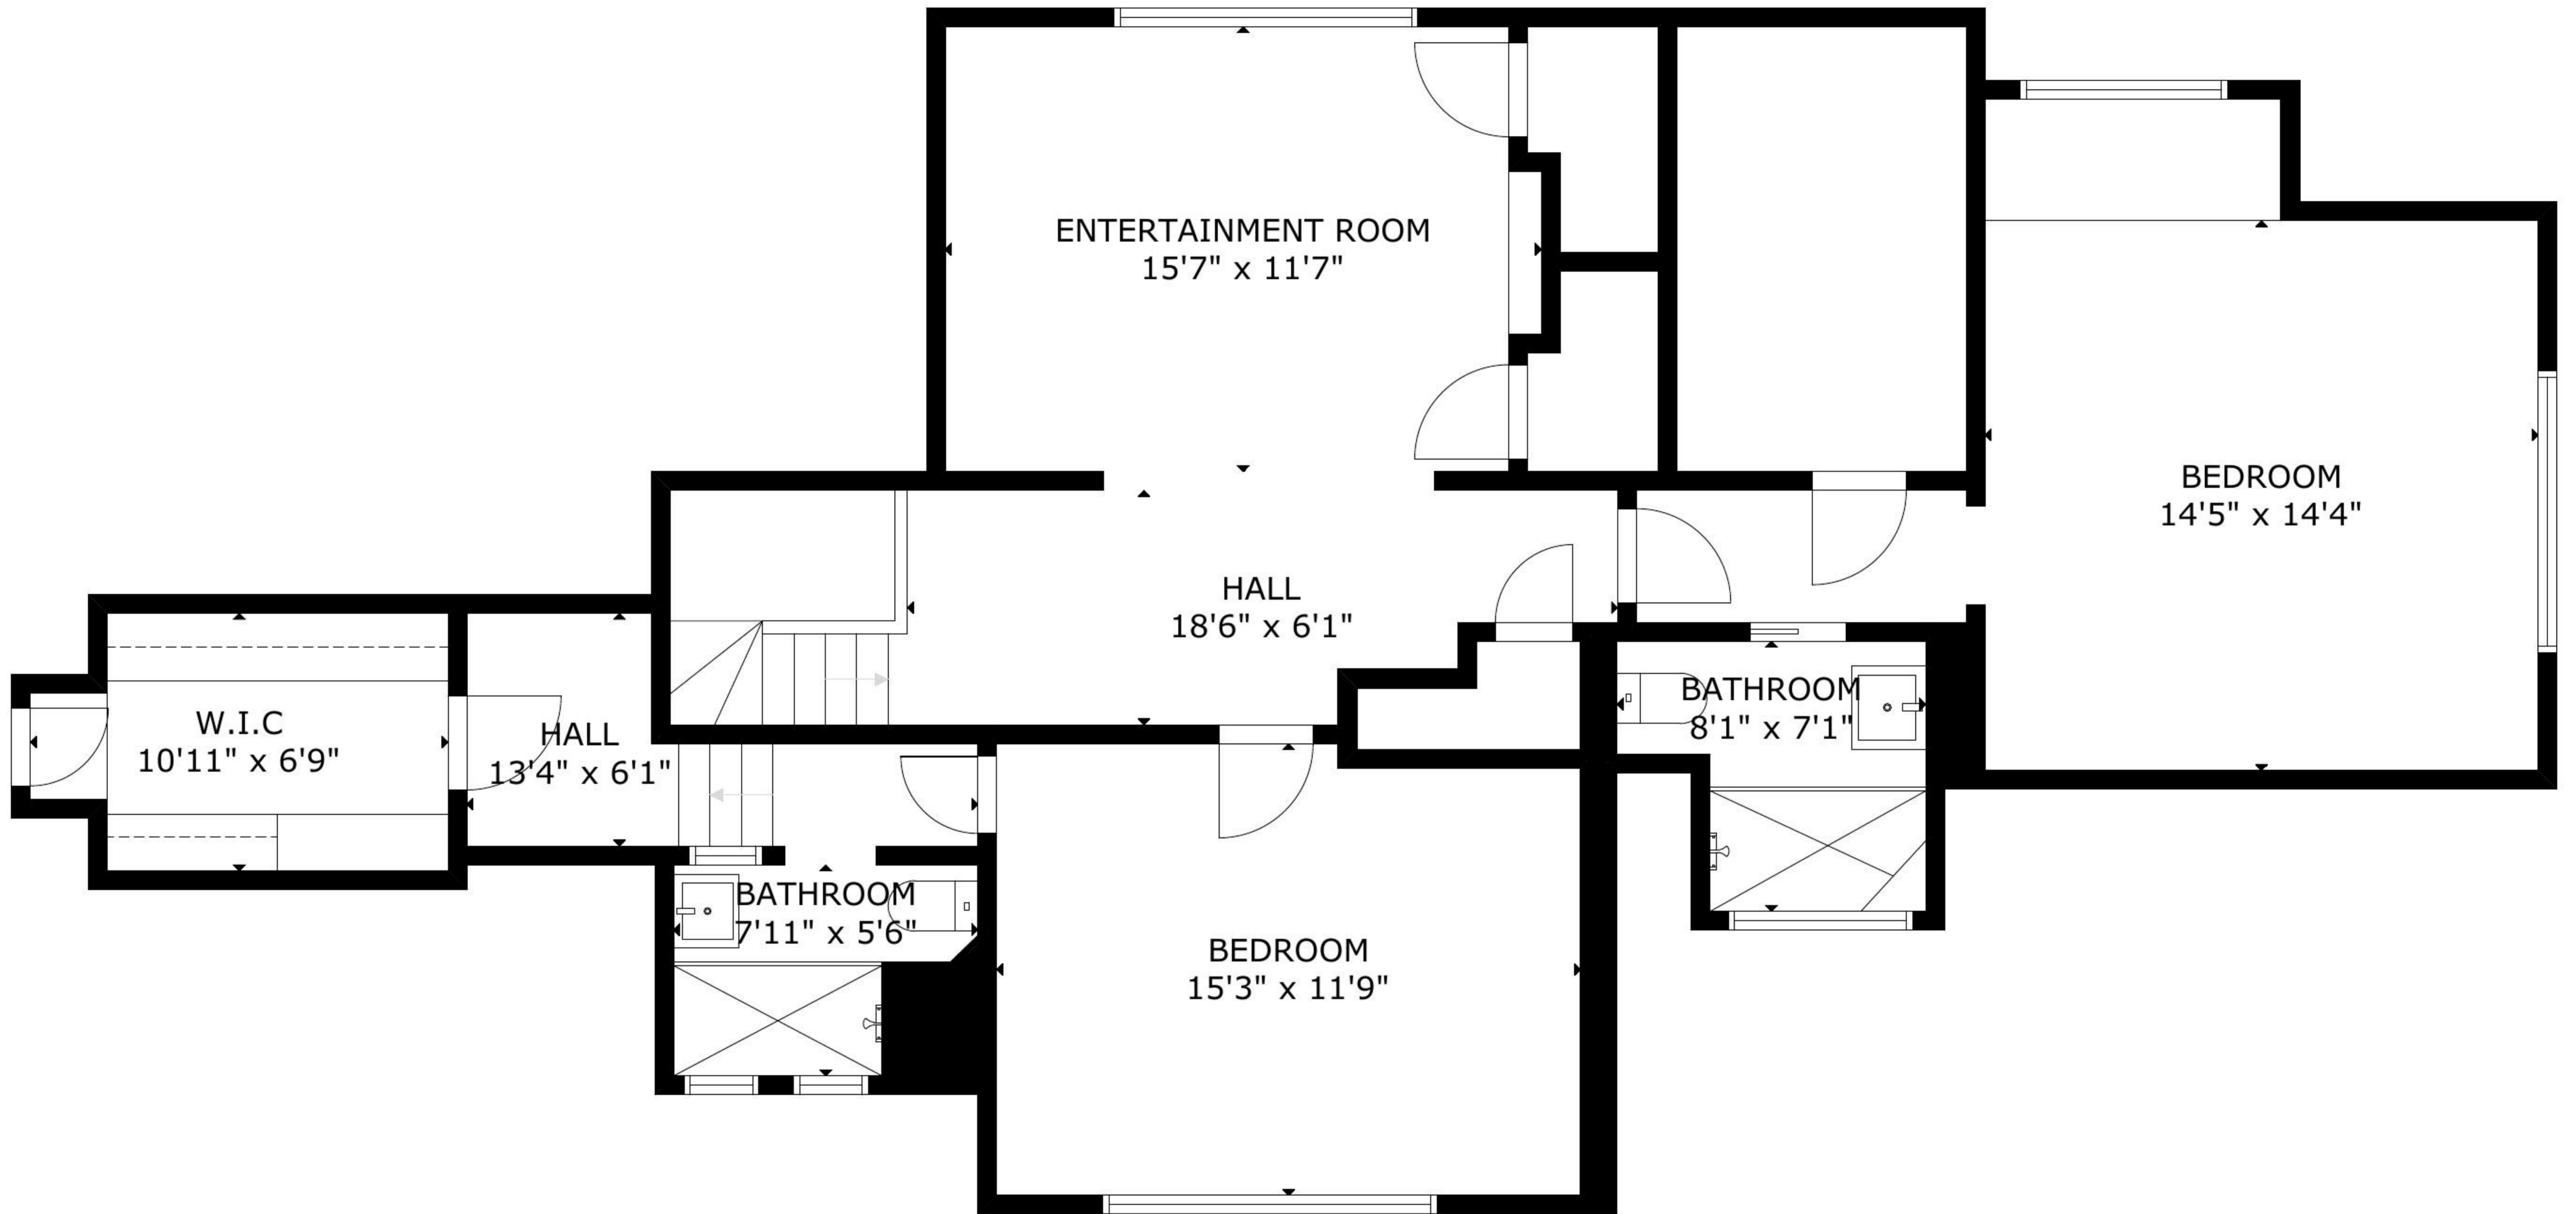 ENTERTAINMENT ROOM
15'7" x 11'7"
BEDROOM
14'5" x 14'4"
HALL
18'6" x 6'1"
BATHROOM
8'1" x 7'1"
W.I.C
10'11" x 6'9"
HALL
13'4" x 6'1"
BATHROOM
7'11" x 5'6"
BEDROOM
15'3" x 11'9"